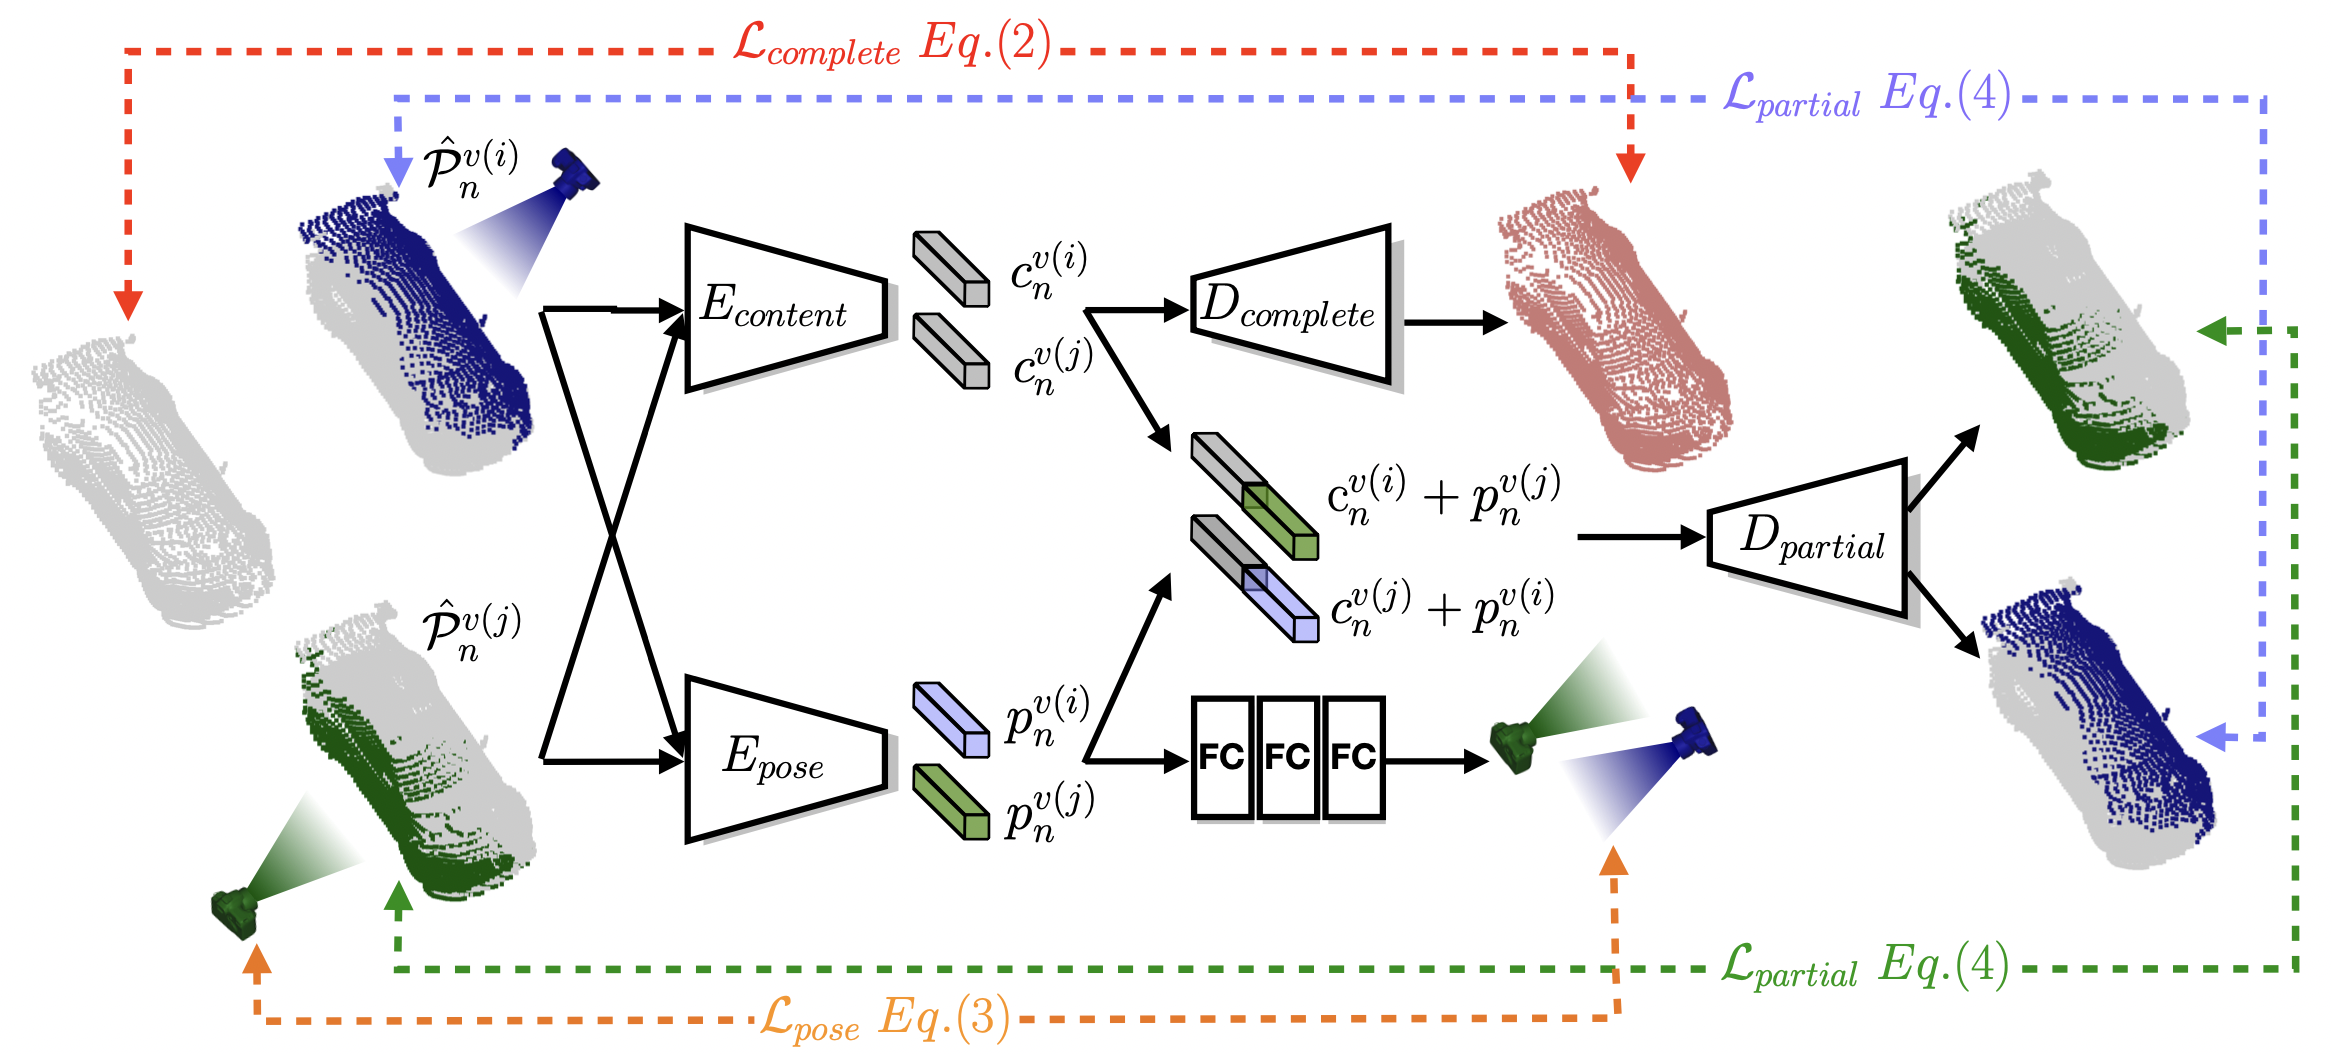 $\mathcal{L}_{complete}$ Eq.(2)
$\mathcal{L}_{partial}$ Eq.(4)
$\hat{\mathcal{P}}_n^{v(i)}$
$E_{content}$
$c_n^{v(i)}$
$c_n^{v(j)}$
$D_{complete}$
$\mathrm{c}_n^{v(i)} + p_n^{v(j)}$
$c_n^{v(j)} + p_n^{v(i)}$
$D_{partial}$
$\hat{\mathcal{P}}_n^{v(j)}$
$E_{pose}$
$p_n^{v(i)}$
$p_n^{v(j)}$
FC FC FC
$\mathcal{L}_{partial}$ Eq.(4)
$\mathcal{L}_{pose}$ Eq.(3)